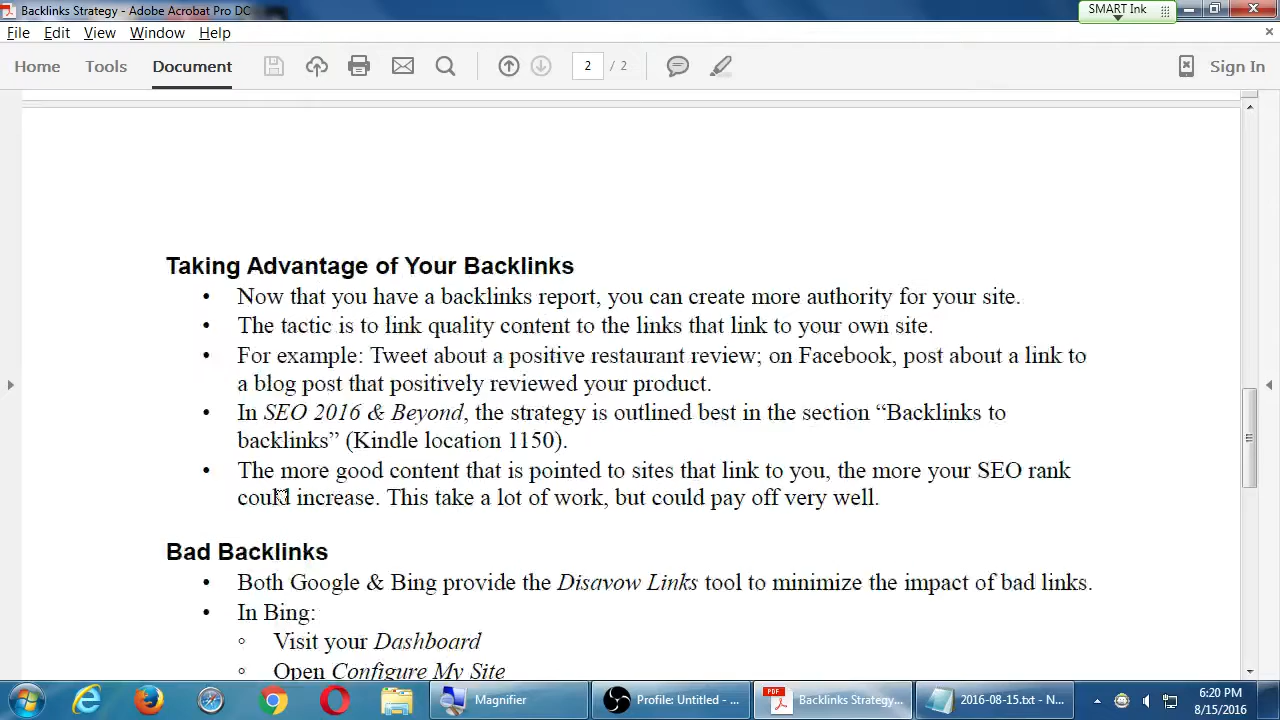 Backlinks Strategy - Adobe Acrobat Pro DC
SMART Ink
File Edit View Window Help
Home Tools Document 2 / 2 Sign In
Taking Advantage of Your Backlinks
• Now that you have a backlinks report, you can create more authority for your site.
• The tactic is to link quality content to the links that link to your own site.
• For example: Tweet about a positive restaurant review; on Facebook, post about a link to
a blog post that positively reviewed your product.
• In SEO 2016 & Beyond, the strategy is outlined best in the section “Backlinks to
backlinks” (Kindle location 1150).
• The more good content that is pointed to sites that link to you, the more your SEO rank
could increase. This take a lot of work, but could pay off very well.
Bad Backlinks
• Both Google & Bing provide the Disavow Links tool to minimize the impact of bad links.
• In Bing:
◦ Visit your Dashboard
◦ Open Configure My Site
Magnifier Profile: Untitled - ... PDF Backlinks Strategy... 2016-08-15.txt - N... 6:20 PM
8/15/2016